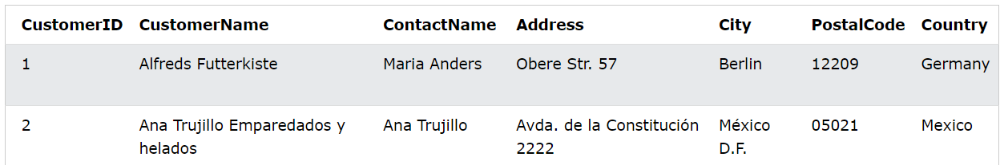 CustomerID CustomerName ContactName Address City PostalCode Country
1 Alfreds Futterkiste Maria Anders Obere Str. 57 Berlin 12209 Germany
2 Ana Trujillo Emparedados y Ana Trujillo Avda. de la Constitución México 05021 Mexico
helados 2222 D.F.